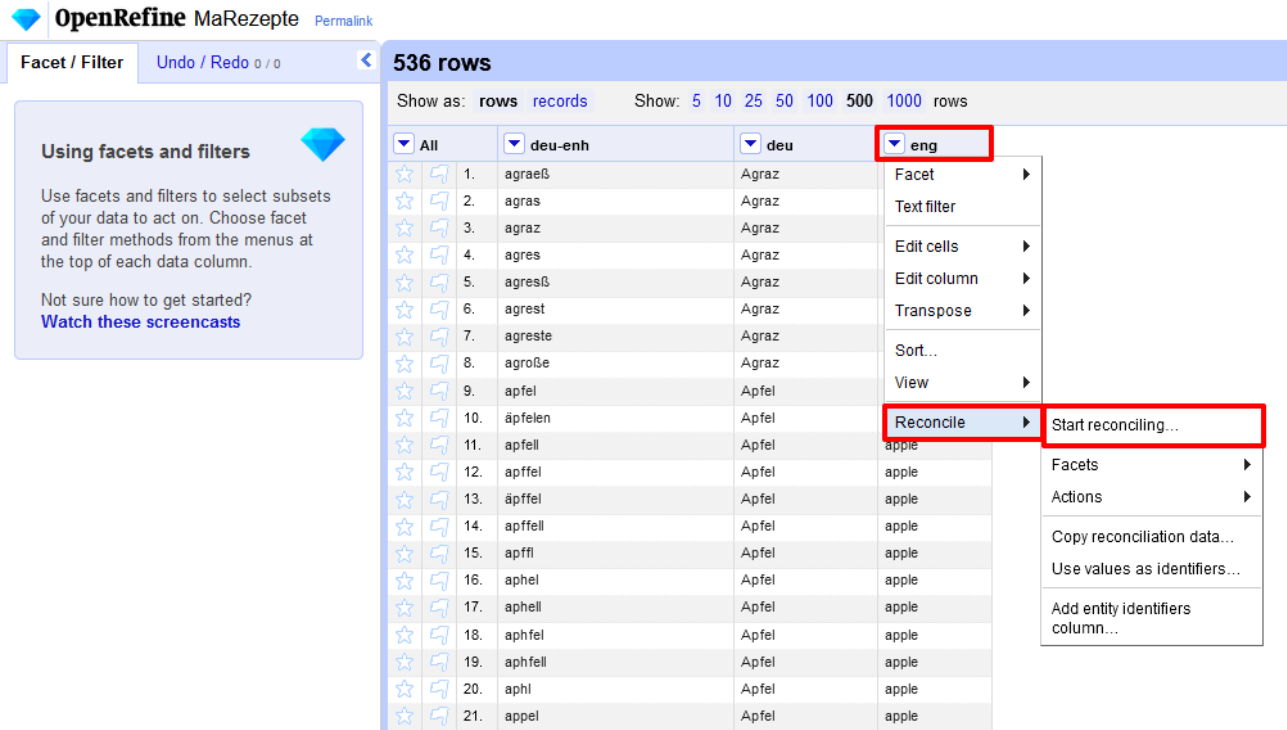 OpenRefine MaRezepte Permalink
Facet / Filter Undo / Redo 0 / 0
536 rows
Show as: rows records Show: 5 10 25 50 100 500 1000 rows
Using facets and filters
Use facets and filters to select subsets
of your data to act on. Choose facet
and filter methods from the menus at
the top of each data column.
Not sure how to get started?
Watch these screencasts
All deu-enh deu eng
1. agraeß Agraz
2. agras Agraz
3. agraz Agraz
4. agres Agraz
5. agresß Agraz
6. agrest Agraz
7. agreste Agraz
8. agroße Agraz
9. apfel Apfel
10. äpfelen Apfel
11. apfell Apfel apple
12. apffel Apfel apple
13. äpffel Apfel apple
14. apffell Apfel apple
15. apffl Apfel apple
16. aphel Apfel apple
17. aphell Apfel apple
18. aphfel Apfel apple
19. aphfell Apfel apple
20. aphl Apfel apple
21. appel Apfel apple
Facet
Text filter
Edit cells
Edit column
Transpose
Sort...
View
Reconcile
Start reconciling...
Facets
Actions
Copy reconciliation data...
Use values as identifiers...
Add entity identifiers
column...